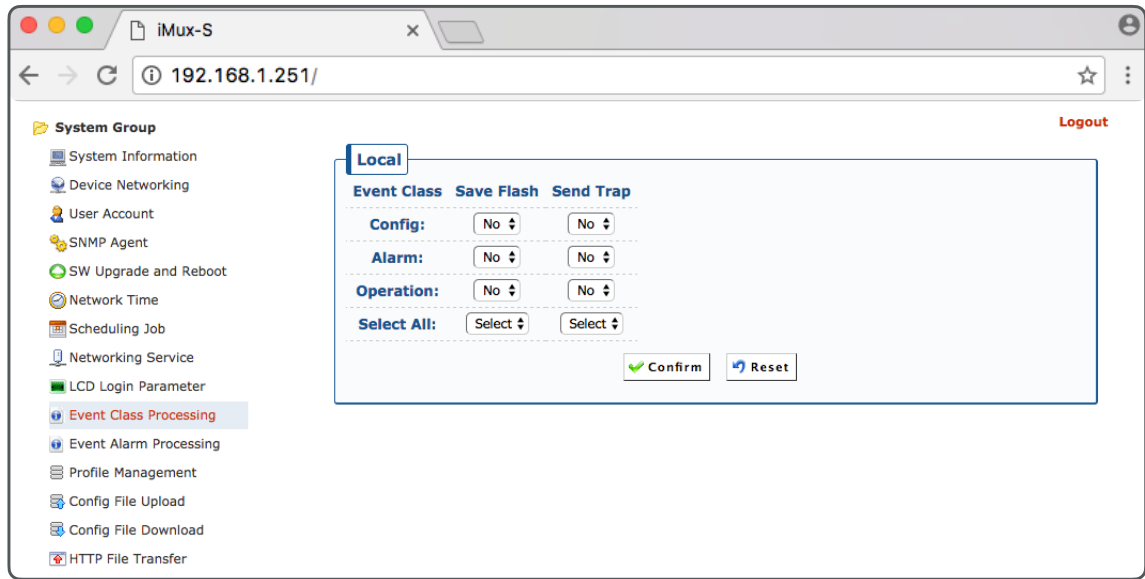 iMux-S
192.168.1.251/
System Group
System Information
Device Networking
User Account
SNMP Agent
SW Upgrade and Reboot
Network Time
Scheduling Job
Networking Service
LCD Login Parameter
Event Class Processing
Event Alarm Processing
Profile Management
Config File Upload
Config File Download
HTTP File Transfer
Logout
Local
Event Class Save Flash Send Trap
Config: No No
Alarm: No No
Operation: No No
Select All: Select Select
Confirm Reset